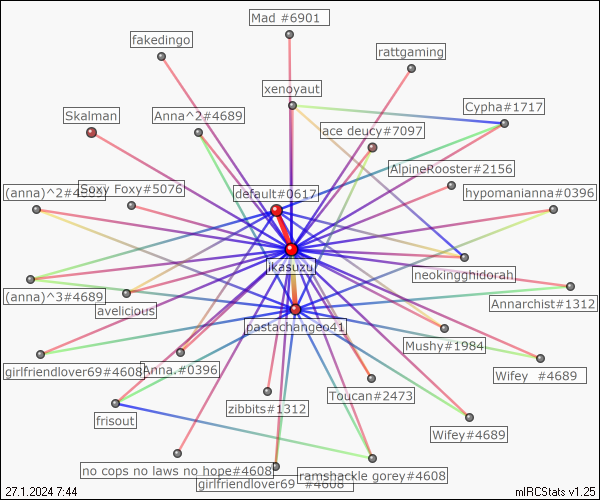 Mad #6901
fakedingo
rattgaming
xenoyaut
Cypha#1717
Skalman
Anna^2#4689
ace deucy#7097
AlpineRooster#2156
(anna)^2#4689
Soxy Foxy#5076
default#0617
hypomanianna#0396
jkasuzu
neokingghidorah
(anna)^3#4689
avelicious
Annarchist#1312
pastachangeo41
Mushy#1984
girlfriendlover69#4608
Anna.#0396
Wifey #4689
Toucan#2473
zibbits#1312
frisout
Wifey#4689
no cops no laws no hope#4608
ramshackle gorey#4608
girlfriendlover69 #4608
27.1.2024 7:44
mIRCStats v1.25